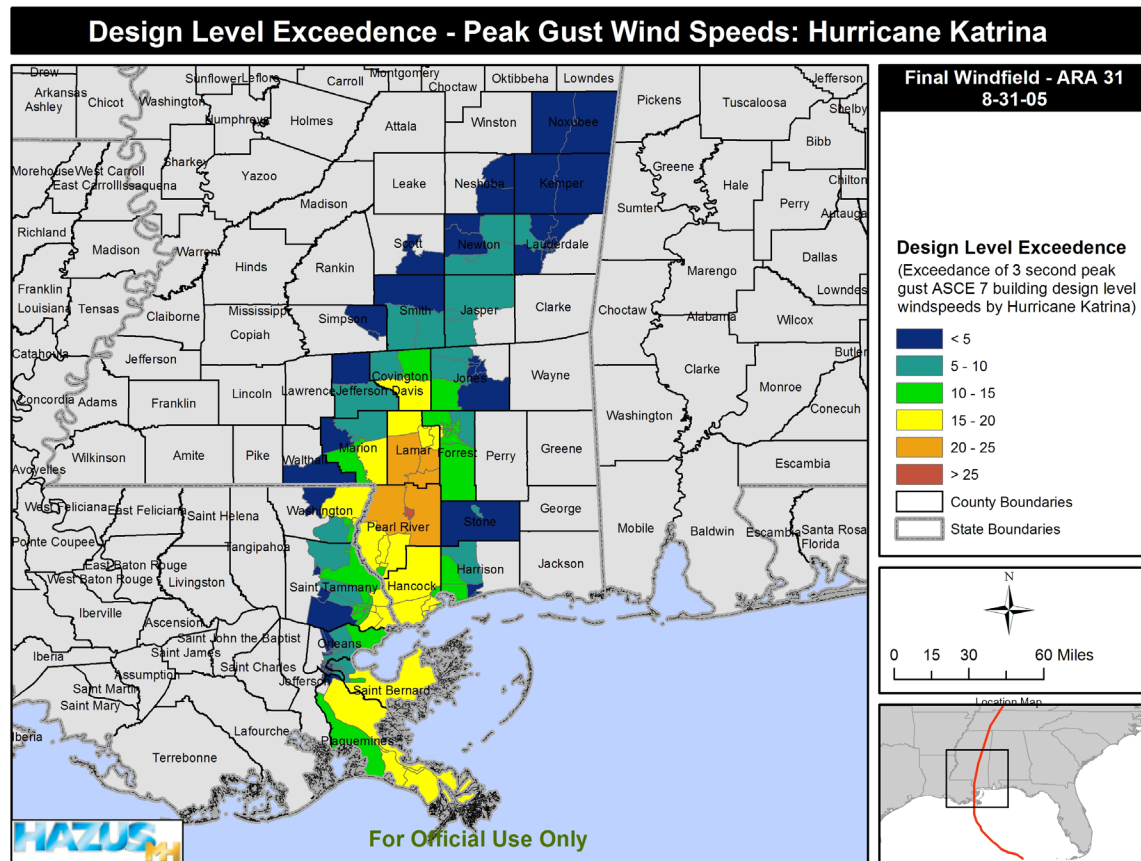 Design Level Exceedence - Peak Gust Wind Speeds: Hurricane Katrina
Final Windfield - ARA 31
8-31-05
Drew
Sunflower
Leflore
Carroll
Montgomery
Choctaw
Oktibbeha
Lowndes
Jefferson
Arkansas
Ashley
Chicot
Washington
Humphreys
Holmes
Attala
Winston
Noxubee
Pickens
Tuscaloosa
Shelby
Bibb
Morehouse
West Carroll
East Carroll
Issaquena
Sharkey
Yazoo
Leake
Neshoba
Kemper
Greene
Hale
Perry
Chilton
Autauga
Madison
Sumter
Richland
Madison
Warren
Hinds
Rankin
Scott
Newton
Lauderdale
Marengo
Dallas
Lowndes
Franklin
Louisiana
Tensas
Claiborne
Mississippi
Copiah
Simpson
Smith
Jasper
Clarke
Choctaw
Alabama
Wilcox
Butler
Catahoula
Jefferson
Covington
Jones
Wayne
Clarke
Monroe
Conecuh
Concordia
Adams
Franklin
Lincoln
Lawrence
Jefferson Davis
Washington
Avoyelles
Wilkinson
Amite
Pike
Walthall
Marion
Lamar
Forrest
Perry
Greene
Escambia
West Feliciana
East Feliciana
Saint Helena
Washington
Pearl River
Stone
George
Mobile
Baldwin
Escambia
Santa Rosa
Florida
Pointe Coupee
Tangipahoa
East Baton Rouge
West Baton Rouge
Livingston
Saint Tammany
Hancock
Harrison
Jackson
Iberville
Ascension
Saint John the Baptist
Saint James
Orleans
Iberia
Assumption
Saint Charles
Jefferson
Saint Martin
Saint Mary
Saint Bernard
Iberia
Lafourche
Plaquemines
Terrebonne
HAZUS MH
For Official Use Only
Design Level Exceedence
(Exceedance of 3 second peak
gust ASCE 7 building design level
windspeeds by Hurricane Katrina)
< 5
5 - 10
10 - 15
15 - 20
20 - 25
> 25
County Boundaries
State Boundaries
N
0 15 30 60 Miles
Location Map